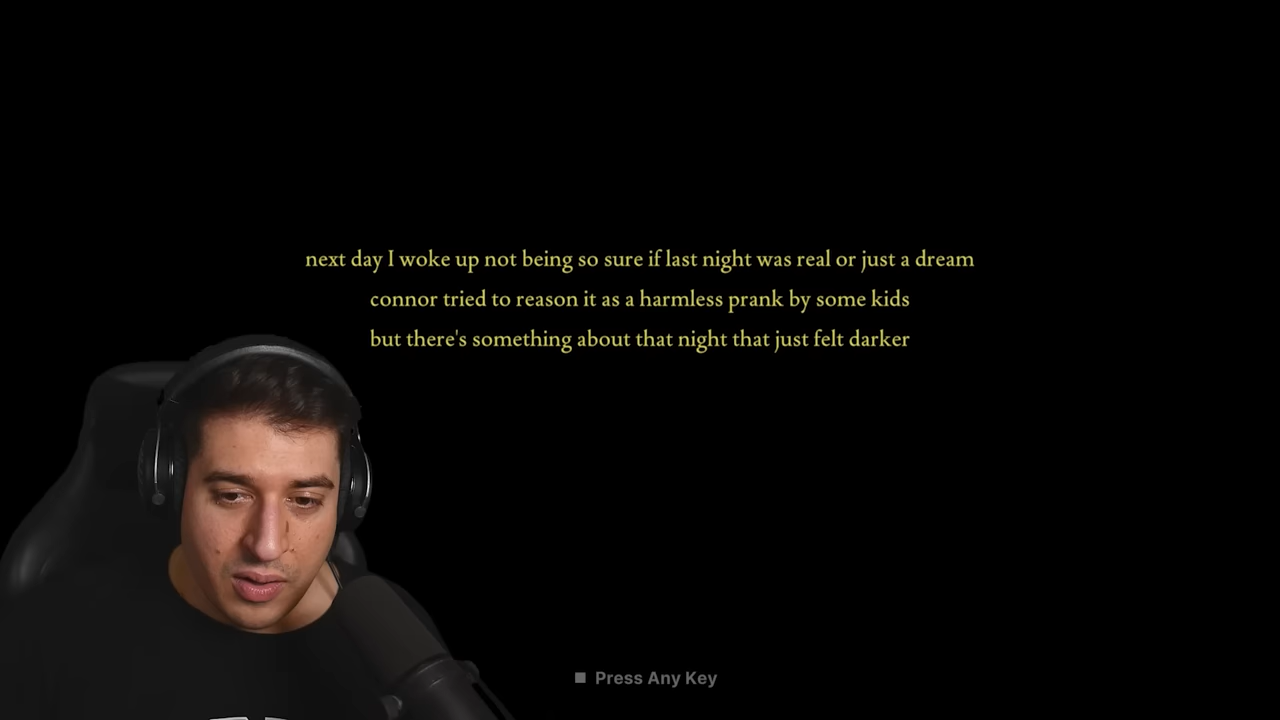 next day I woke up not being so sure if last night was real or just a dream
connor tried to reason it as a harmless prank by some kids
but there's something about that night that just felt darker
Press Any Key